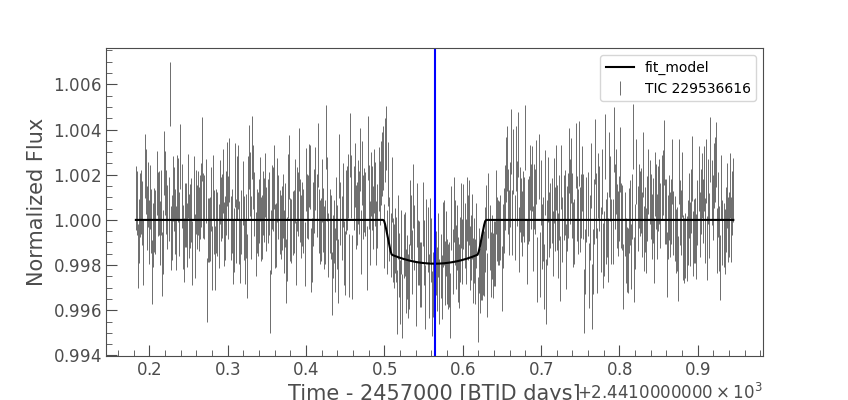 fit_model
TIC 229536616
1.006
1.004
1.002
1.000
0.998
0.996
0.994
Normalized Flux
0.2 0.3 0.4 0.5 0.6 0.7 0.8 0.9
Time - 2457000 [BTJD days]
+2.4410000000 × 10³